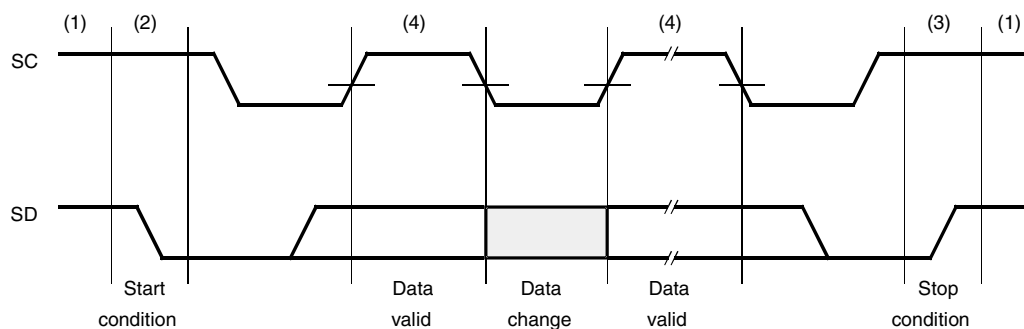 (1) (2) (4) (4) (3) (1)
SC
SD
Start Data Data Data Stop
condition valid change valid condition